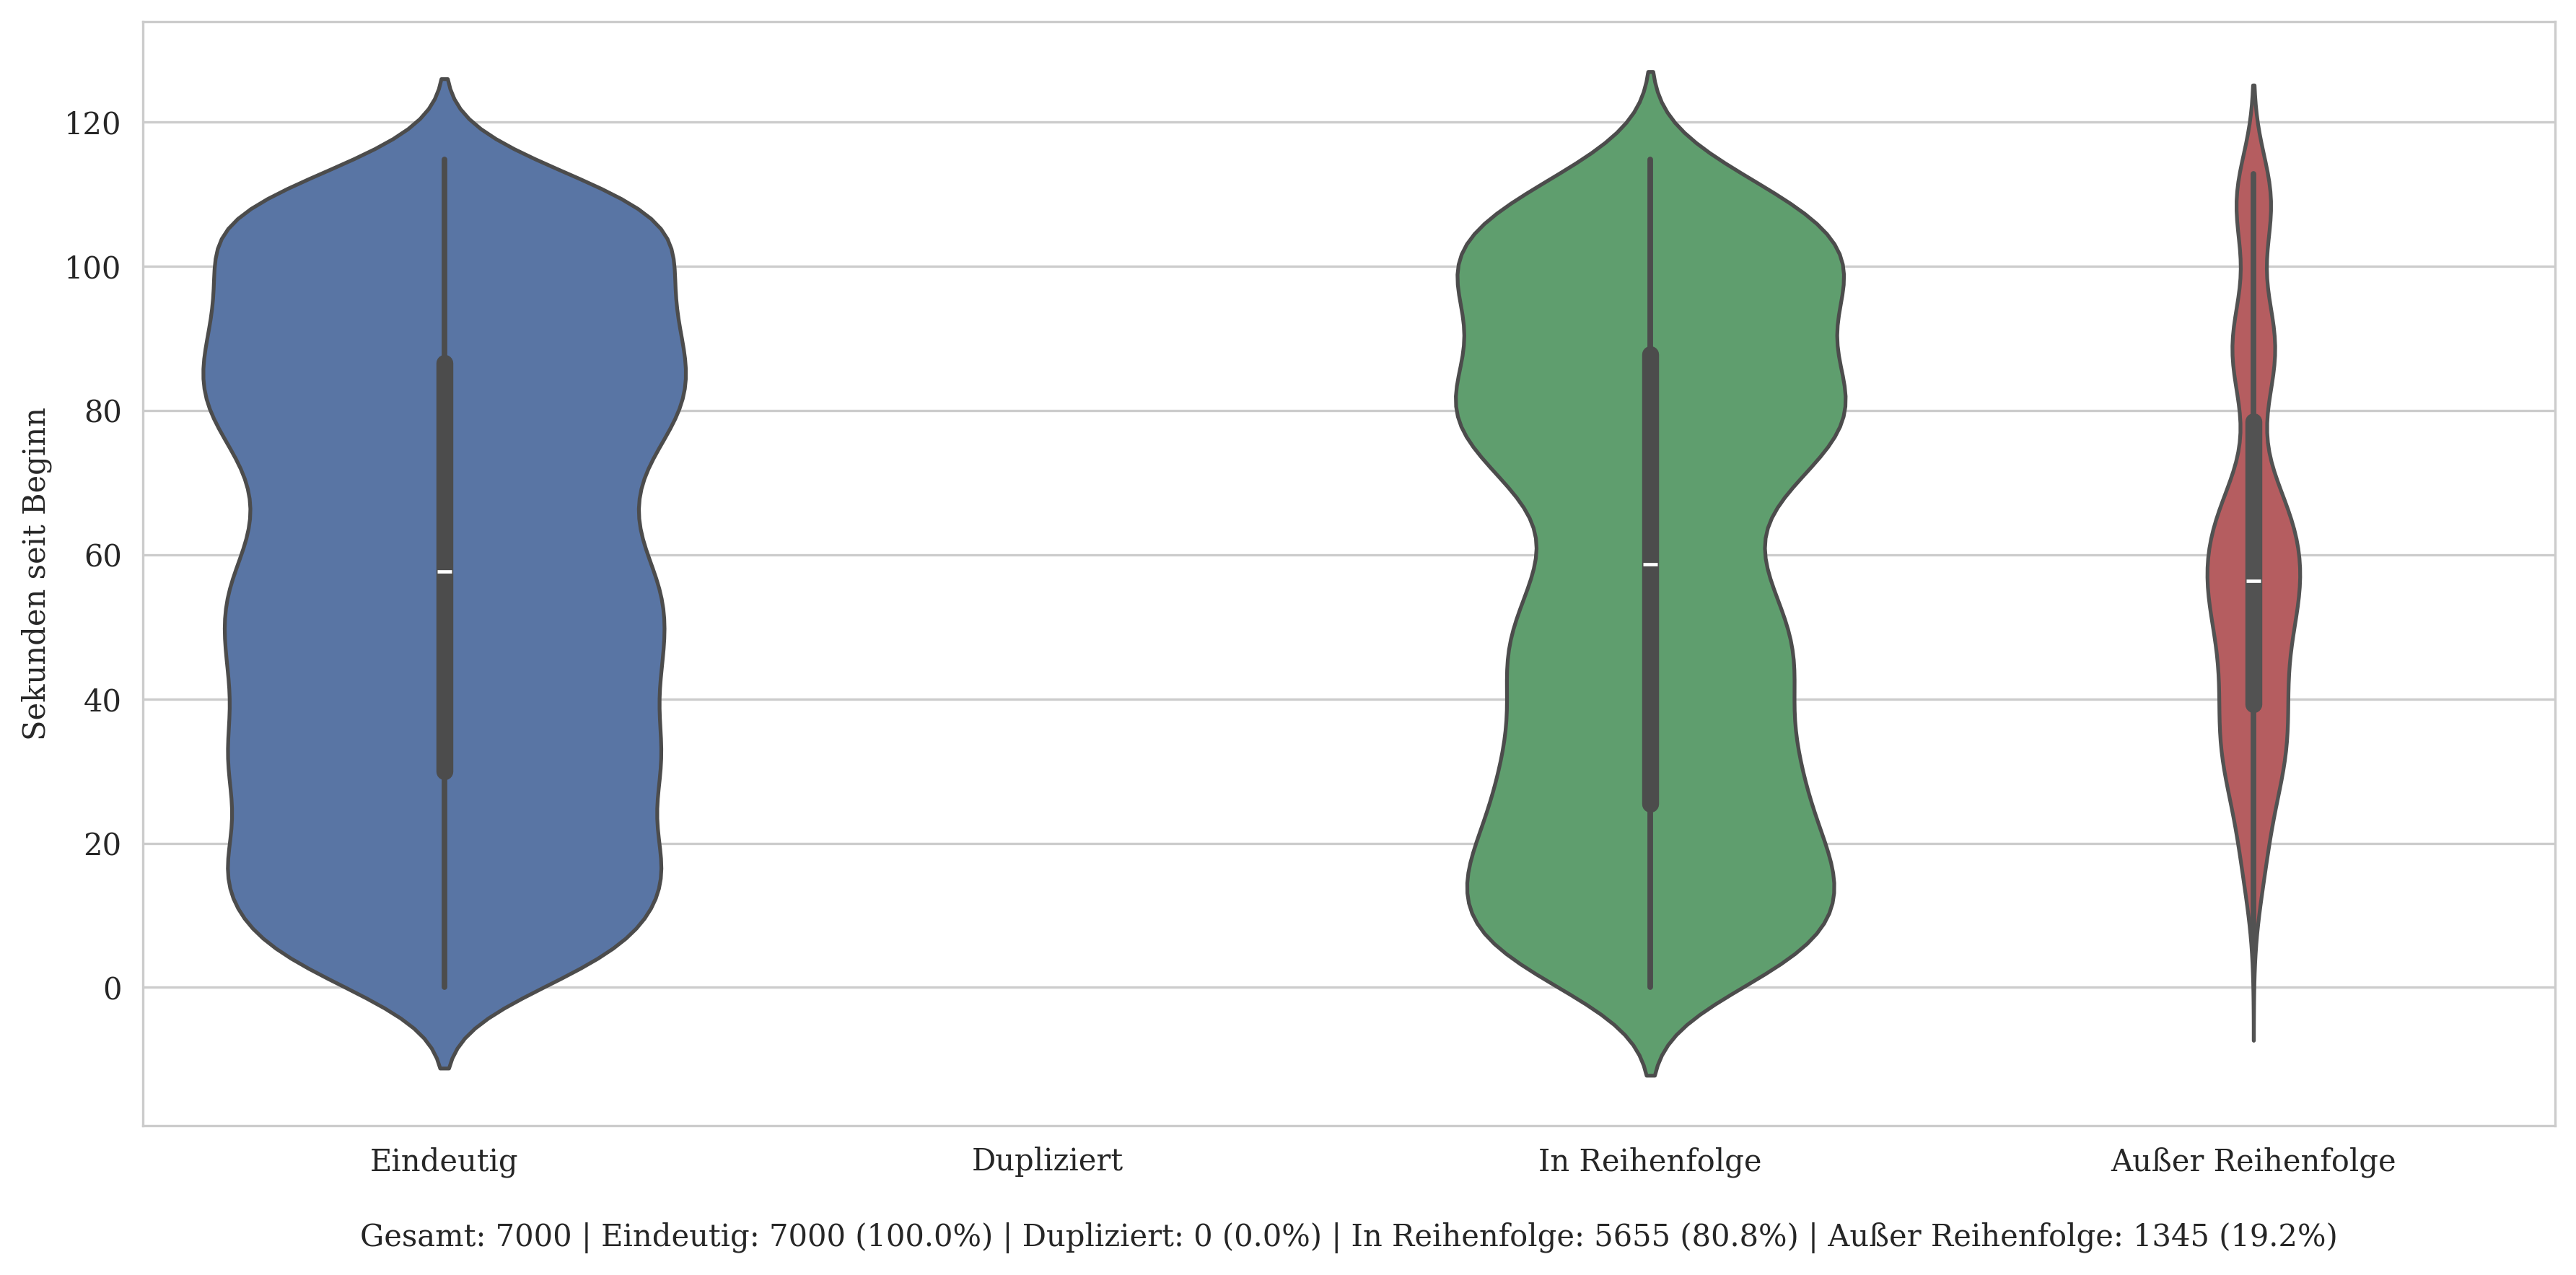 Sekunden seit Beginn
120
100
80
60
40
20
0
Eindeutig
Dupliziert
In Reihenfolge
Außer Reihenfolge
Gesamt: 7000 | Eindeutig: 7000 (100.0%) | Dupliziert: 0 (0.0%) | In Reihenfolge: 5655 (80.8%) | Außer Reihenfolge: 1345 (19.2%)